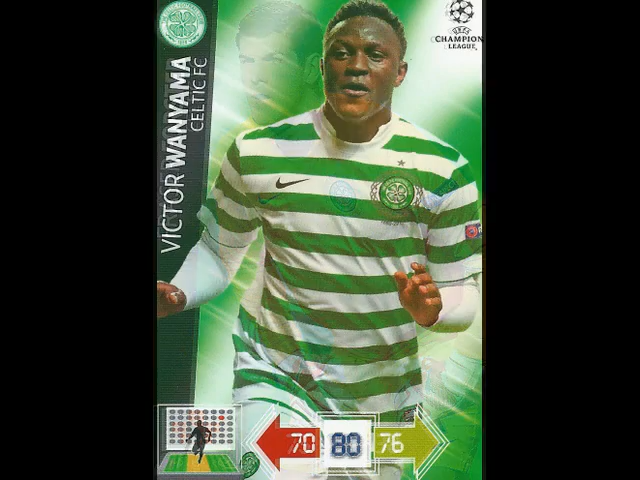 UEFA
CHAMPIONS
LEAGUE
VICTOR WANYAMA
CELTIC FC
70 80 76